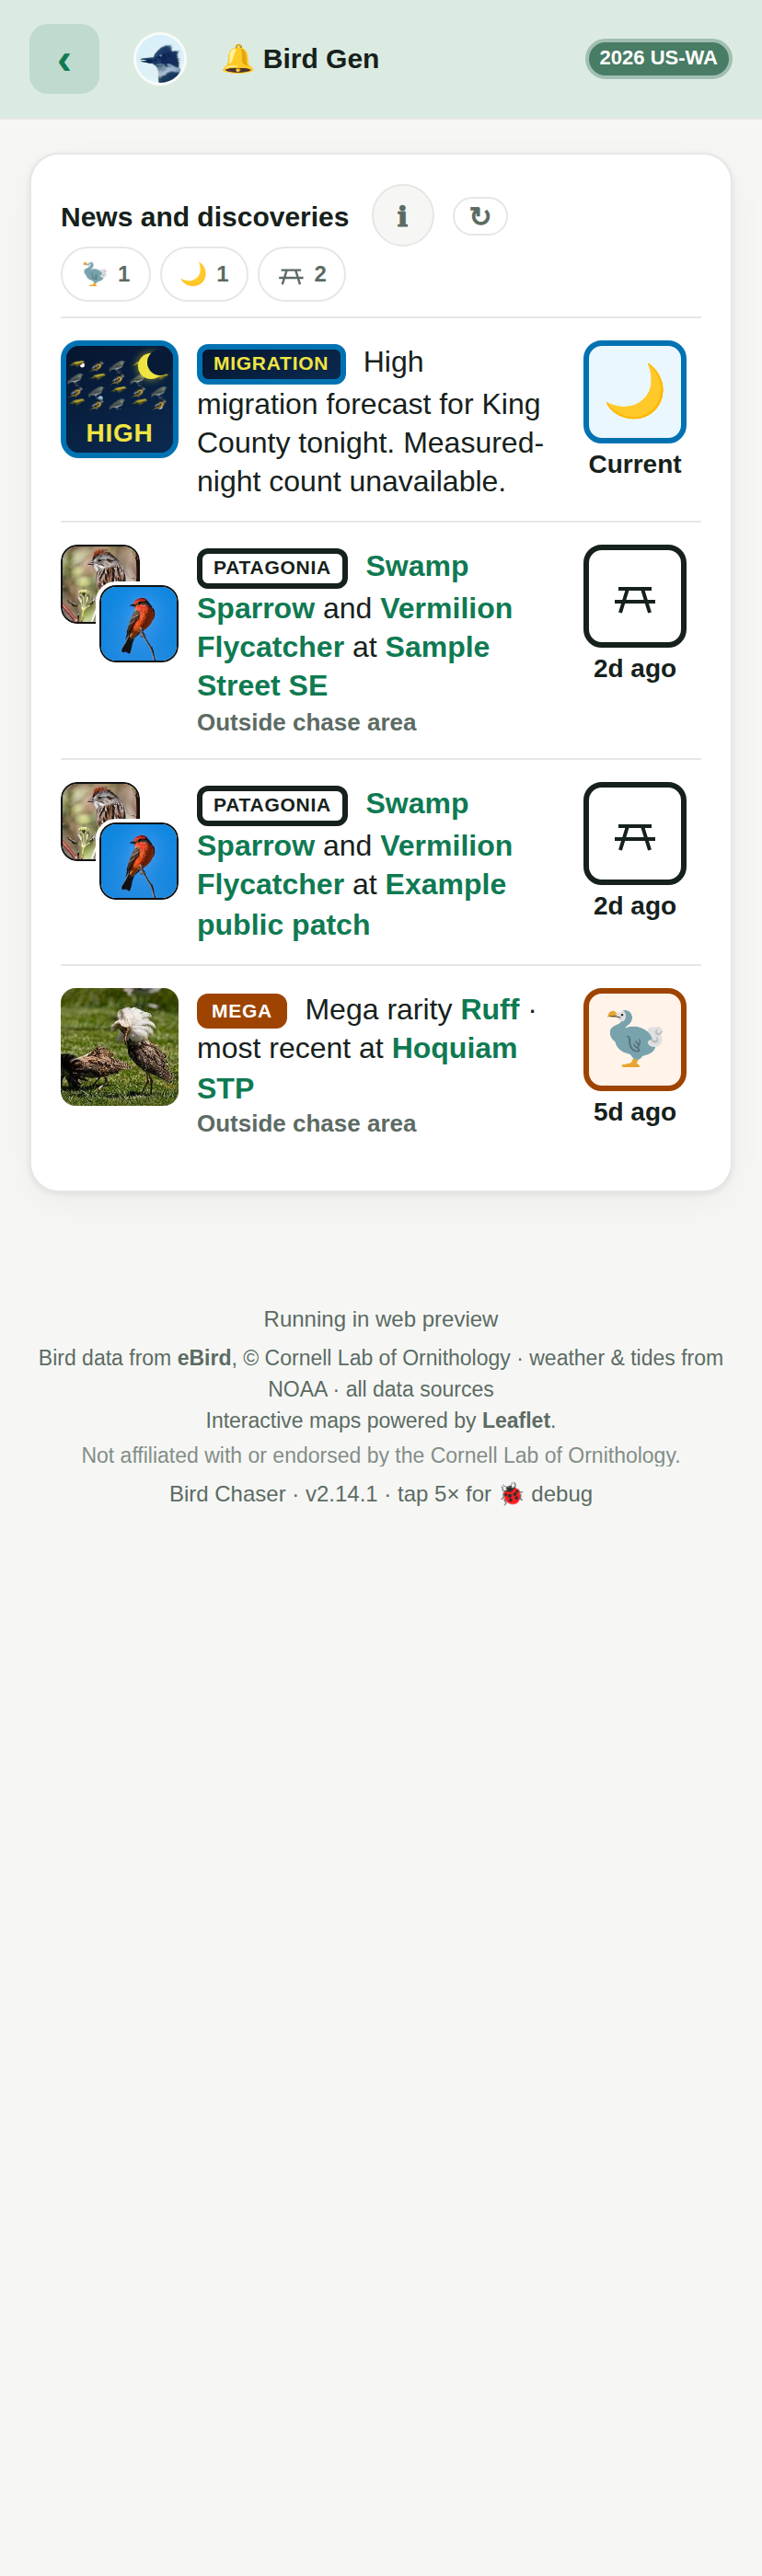 ‹ 🔔 Bird Gen 2026 US-WA
News and discoveries ℹ ↻
🦤 1 🌙 1 2
HIGH
MIGRATION High
migration forecast for King
County tonight. Measured-
night count unavailable.
Current
PATAGONIA Swamp
Sparrow and Vermilion
Flycatcher at Sample
Street SE
Outside chase area
2d ago
PATAGONIA Swamp
Sparrow and Vermilion
Flycatcher at Example
public patch
2d ago
MEGA Mega rarity Ruff ·
most recent at Hoquiam
STP
Outside chase area
5d ago
Running in web preview
Bird data from eBird, © Cornell Lab of Ornithology · weather & tides from
NOAA · all data sources
Interactive maps powered by Leaflet.
Not affiliated with or endorsed by the Cornell Lab of Ornithology.
Bird Chaser · v2.14.1 · tap 5× for 🐞 debug